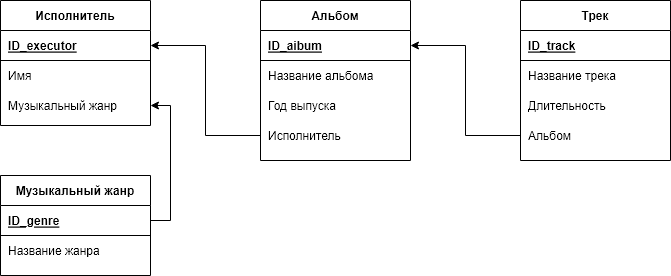 Исполнитель
ID_executor
Имя
Музыкальный жанр
Альбом
ID_aibum
Название альбома
Год выпуска
Исполнитель
Трек
ID_track
Название трека
Длительность
Альбом
Музыкальный жанр
ID_genre
Название жанра